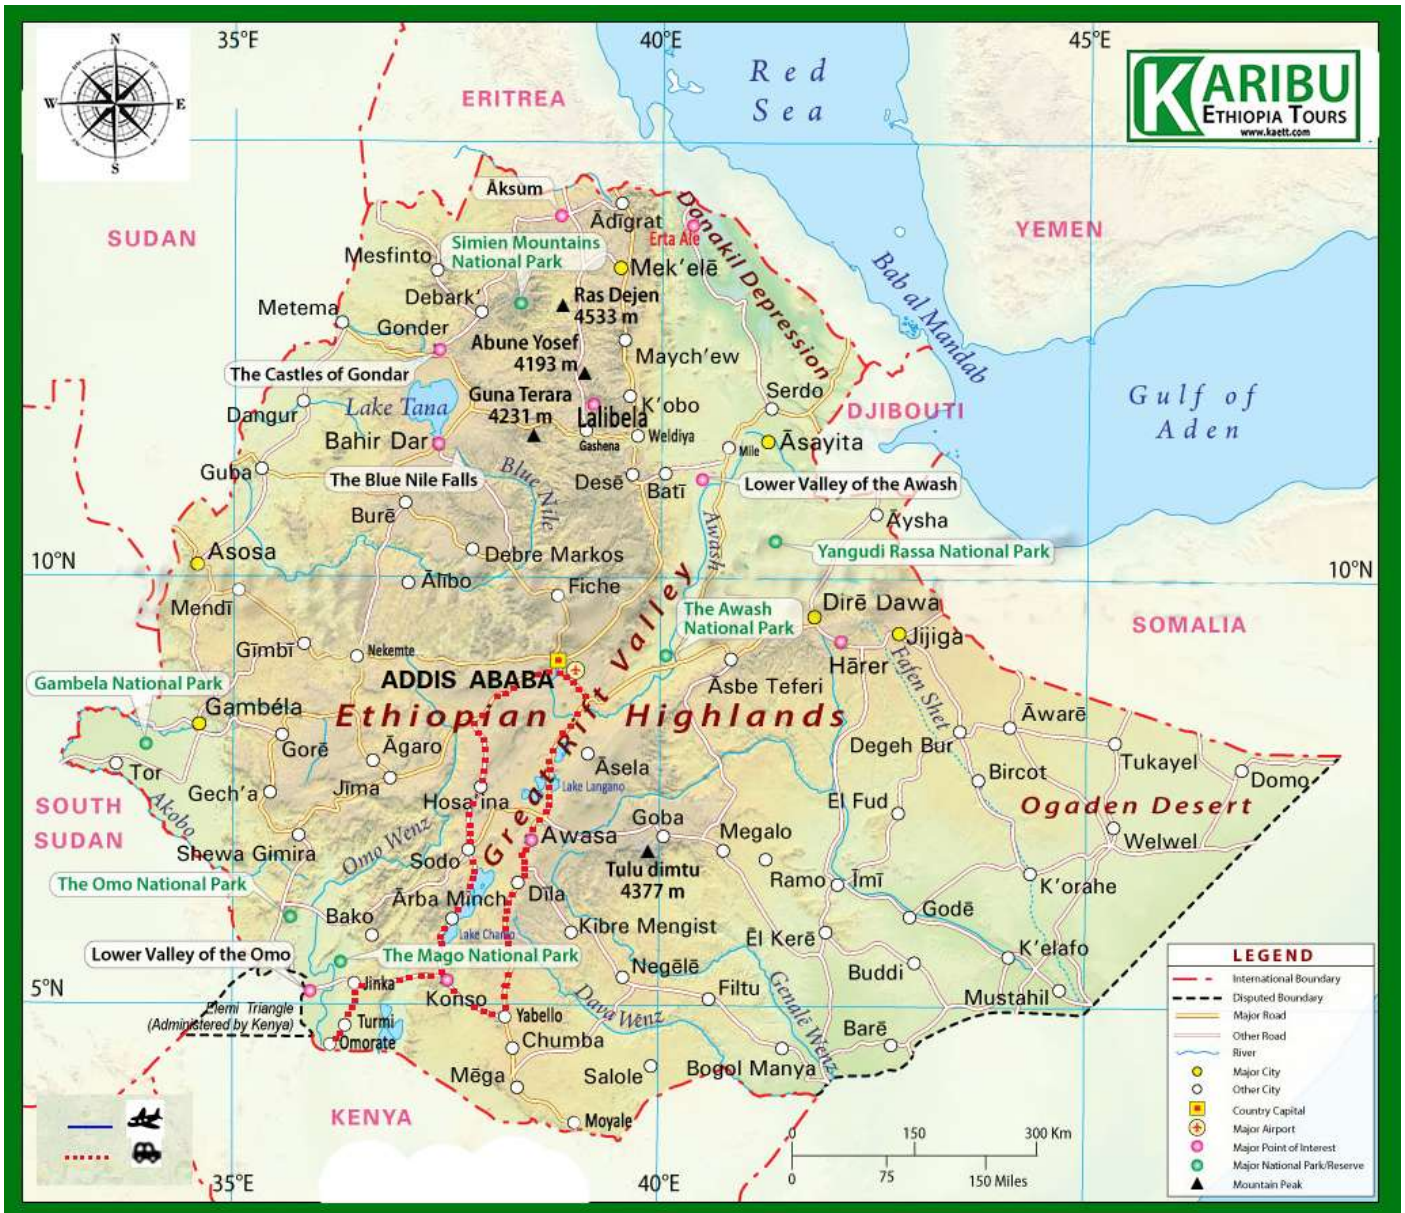 35°E
40°E
45°E
N
W
E
S
KARIBU
ETHIOPIA TOURS
www.kaett.com
Red
Sea
ERITREA
SUDAN
YEMEN
Āksum
Ādīgrat
Erta Ale
Danakil Depression
Simien Mountains
National Park
Mesfinto
Mek'elē
Bab al Mandab
Debark'
Ras Dejen
4533 m
Metema
Gonder
Abune Yosef
4193 m
Maych'ew
The Castles of Gondar
Guna Terara
4231 m
Serdo
Gulf of
Aden
Dangur
Lake Tana
K'obo
Lalibela
DJIBOUTI
Bahir Dar
Gashena
Weldiya
Mile
Āsayita
Guba
The Blue Nile Falls
Blue Nile
Desē
Batī
Lower Valley of the Awash
Burē
Awash
Āysha
Asosa
Debre Markos
Yangudi Rassa National Park
10°N
10°N
Ālībo
Fiche
Mendī
The Awash
National Park
Dirē Dawa
SOMALIA
Gīmbī
Nekemte
Jijiga
Hārer
Fafen Shet
Gambela National Park
ADDIS ABABA
Āsbe Teferi
Gambéla
Ethiopian Highlands
Great Rift Valley
Āwarē
Gorē
Āgaro
Degeh Bur
Tor
Āsela
Bircot
Tukayel
Domo
Gech'a
Jīma
Lake Langano
SOUTH
SUDAN
Akobo
Hosa'ina
El Fud
Ogaden Desert
Goba
Megalo
Awasa
Welwel
Shewa Gimira
Omo Wenz
Sodo
Tulu dimtu
4377 m
Ramo
Īmī
K'orahe
The Omo National Park
Ārba Minch
Dīla
Godē
Bako
Lake Chamo
Kibre Mengist
Ēl Kerē
K'elafo
Lower Valley of the Omo
The Mago National Park
Negēlē
Buddi
5°N
Jinka
Konso
Filtu
Mustahil
Elemi Triangle
(Administered by Kenya)
Turmi
Yabello
Dava Wēnz
Genalē Wenz
Omorate
Chumba
Barē
Mēga
Salole
Bogol Manya
KENYA
Moyale
0
150
300 Km
0
75
150 Miles
35°E
40°E
LEGEND
International Boundary
Disputed Boundary
Major Road
Other Road
River
Major City
Other City
Country Capital
Major Airport
Major Point of Interest
Major National Park/Reserve
Mountain Peak